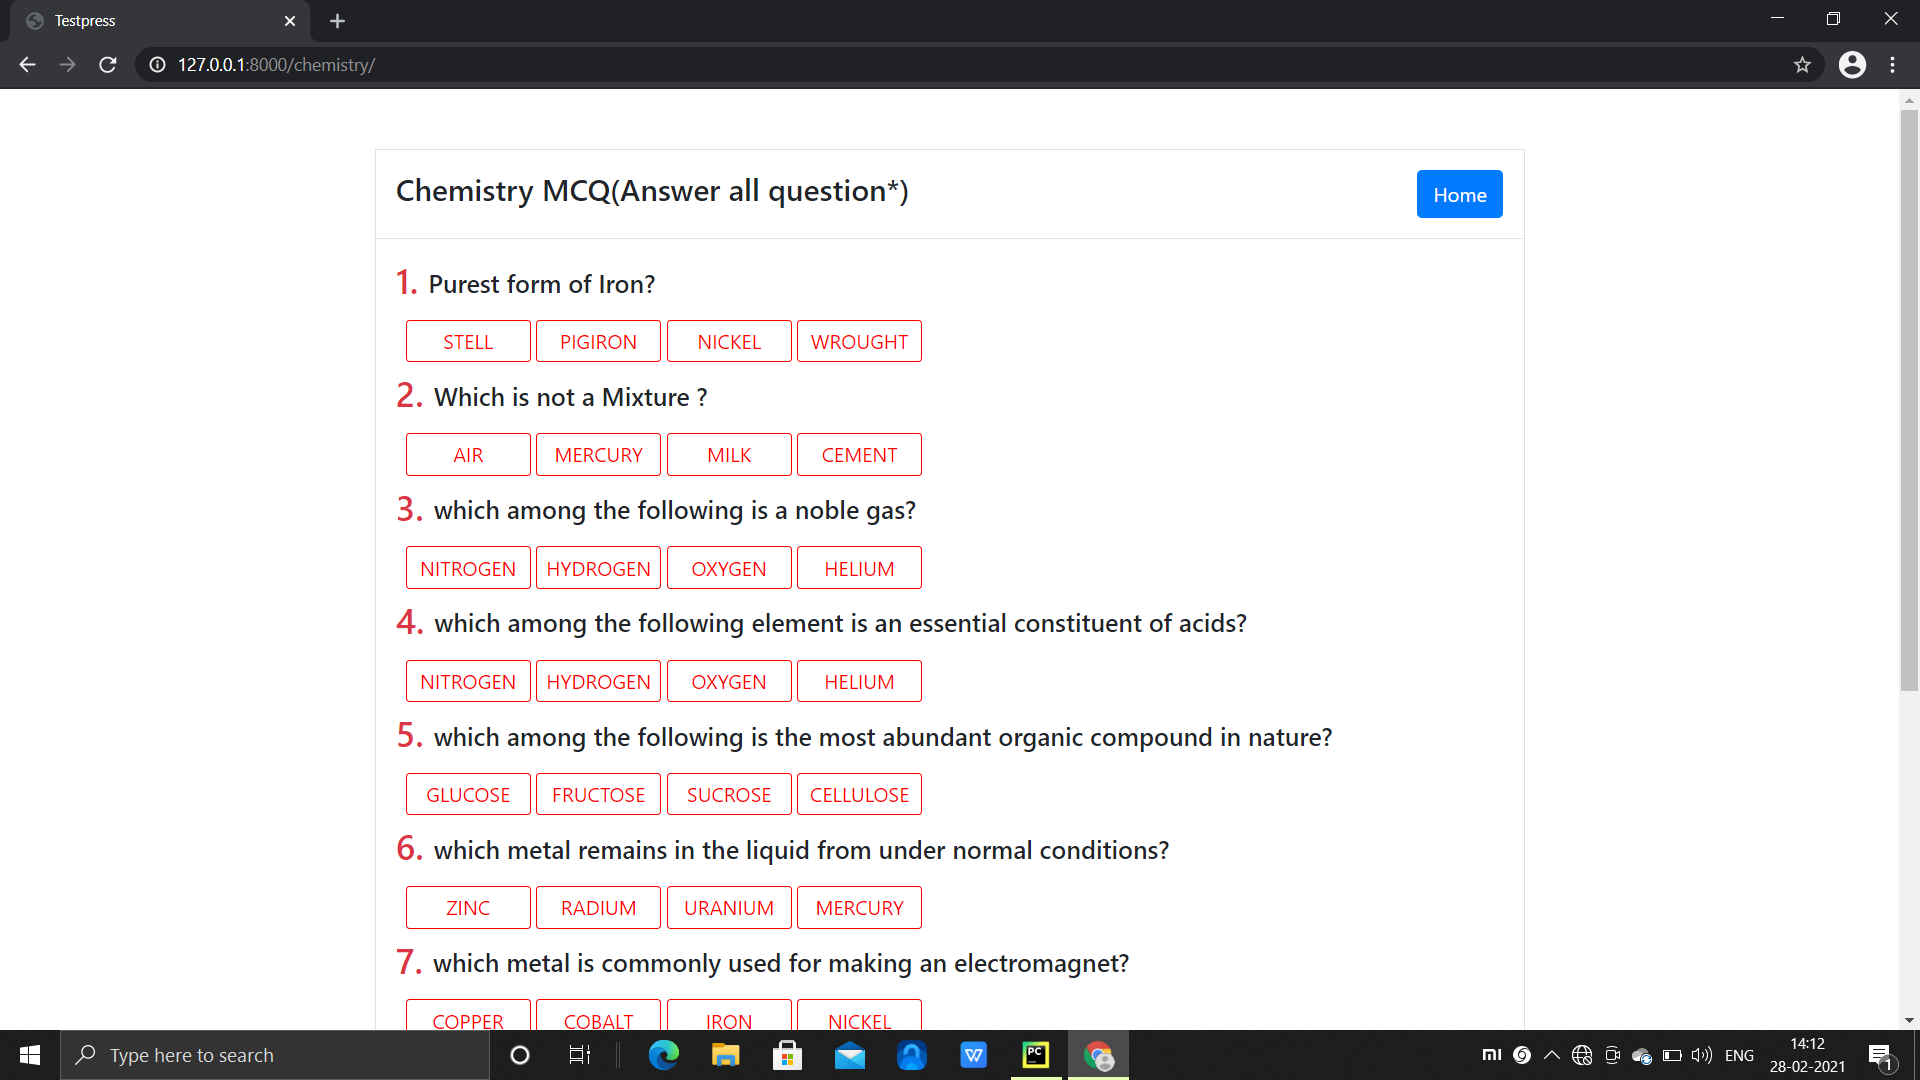 Testpress
127.0.0.1:8000/chemistry/
Chemistry MCQ(Answer all question*)
Home
1. Purest form of Iron?
STELL PIGIRON NICKEL WROUGHT
2. Which is not a Mixture ?
AIR MERCURY MILK CEMENT
3. which among the following is a noble gas?
NITROGEN HYDROGEN OXYGEN HELIUM
4. which among the following element is an essential constituent of acids?
NITROGEN HYDROGEN OXYGEN HELIUM
5. which among the following is the most abundant organic compound in nature?
GLUCOSE FRUCTOSE SUCROSE CELLULOSE
6. which metal remains in the liquid from under normal conditions?
ZINC RADIUM URANIUM MERCURY
7. which metal is commonly used for making an electromagnet?
COPPER COBALT IRON NICKEL
Type here to search
PC
W
mi
ENG
14:12
28-02-2021
1